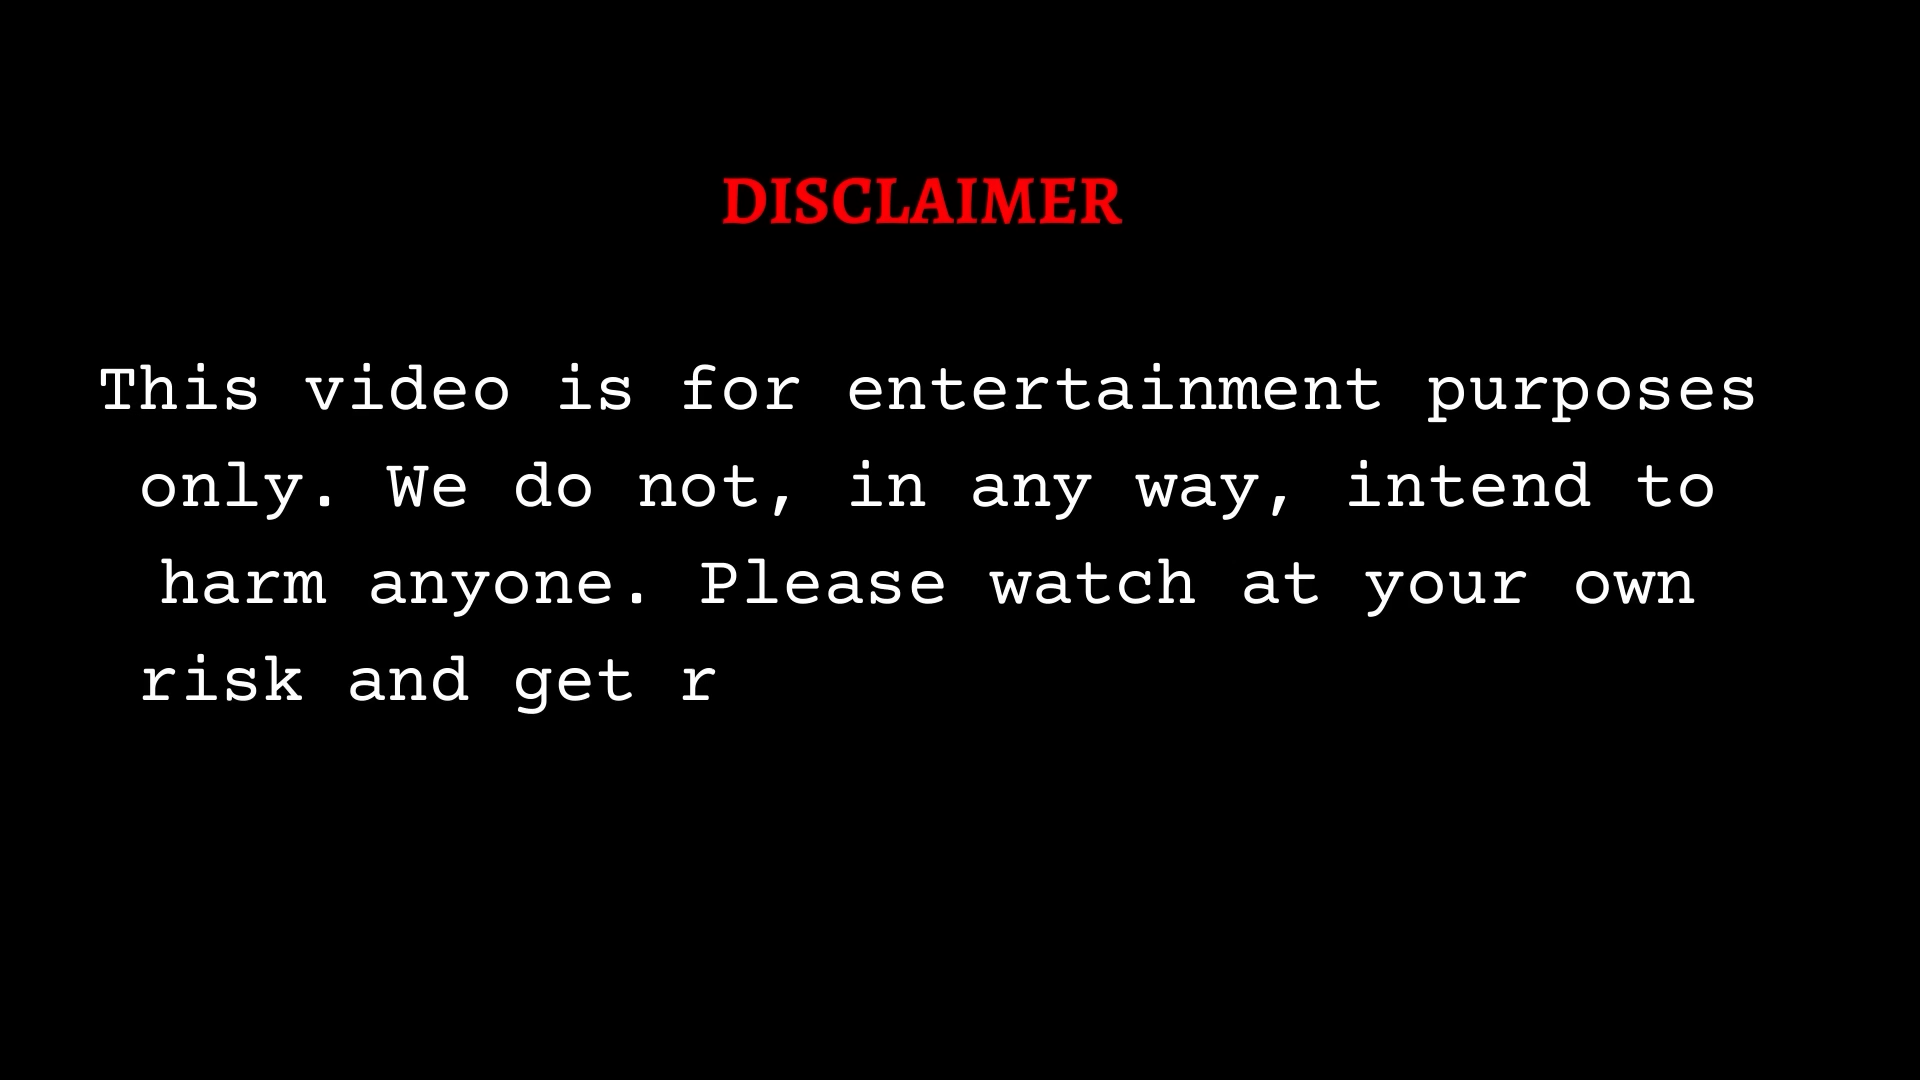 DISCLAIMER
This video is for entertainment purposes
only. We do not, in any way, intend to
harm anyone. Please watch at your own
risk and get r